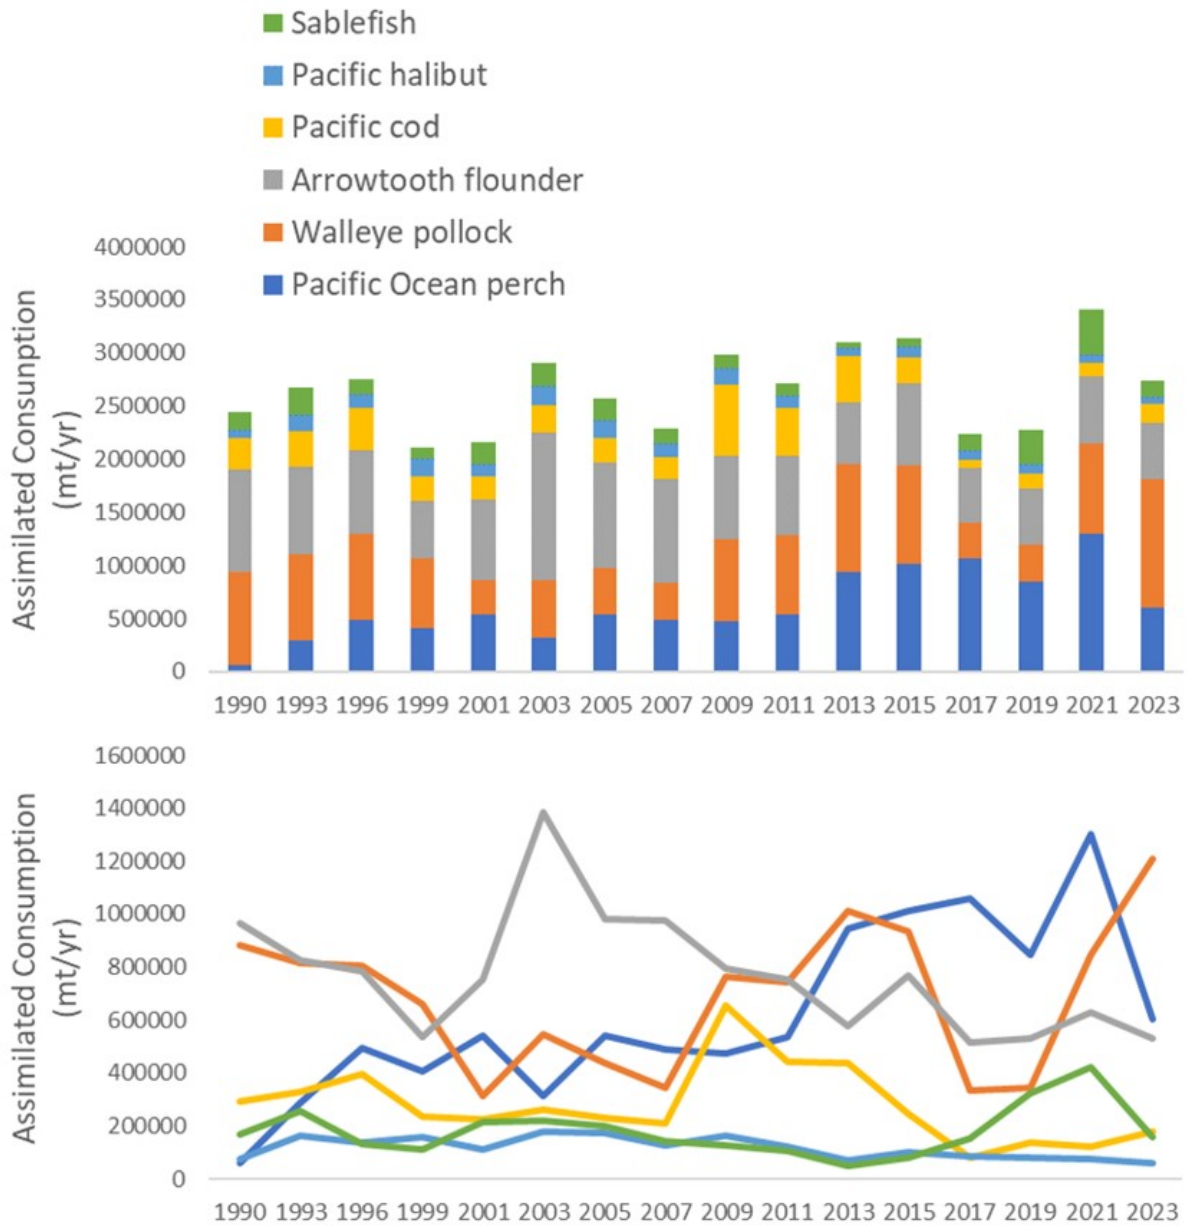 Sablefish
Pacific halibut
Pacific cod
Arrowtooth flounder
Walleye pollock
Pacific Ocean perch
Assimilated Consunption
(mt/yr)
4000000
3500000
3000000
2500000
2000000
1500000
1000000
500000
0
1990 1993 1996 1999 2001 2003 2005 2007 2009 2011 2013 2015 2017 2019 2021 2023
Assimilated Consumption
(mt/yr)
1600000
1400000
1200000
1000000
800000
600000
400000
200000
0
1990 1993 1996 1999 2001 2003 2005 2007 2009 2011 2013 2015 2017 2019 2021 2023